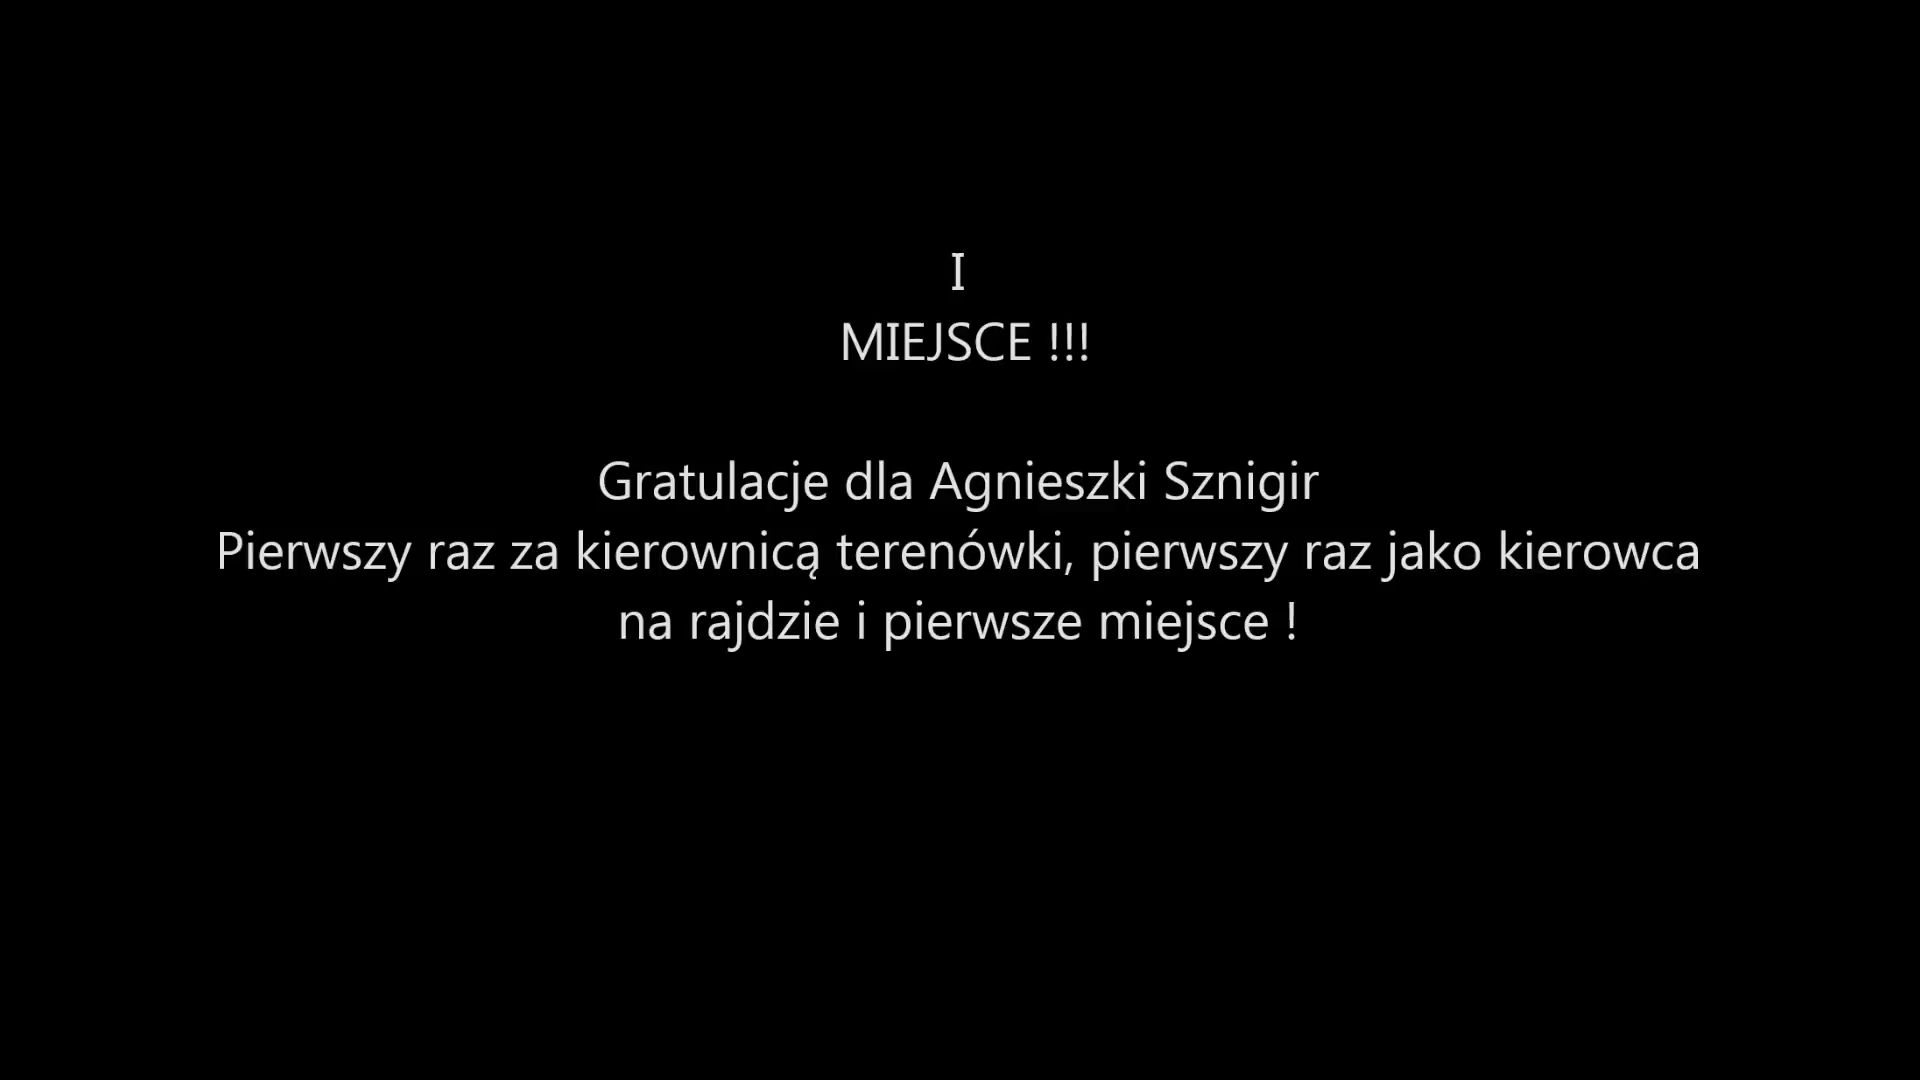 I
MIEJSCE !!!
Gratulacje dla Agnieszki Sznigir
Pierwszy raz za kierownicą terenówki, pierwszy raz jako kierowca
na rajdzie i pierwsze miejsce !